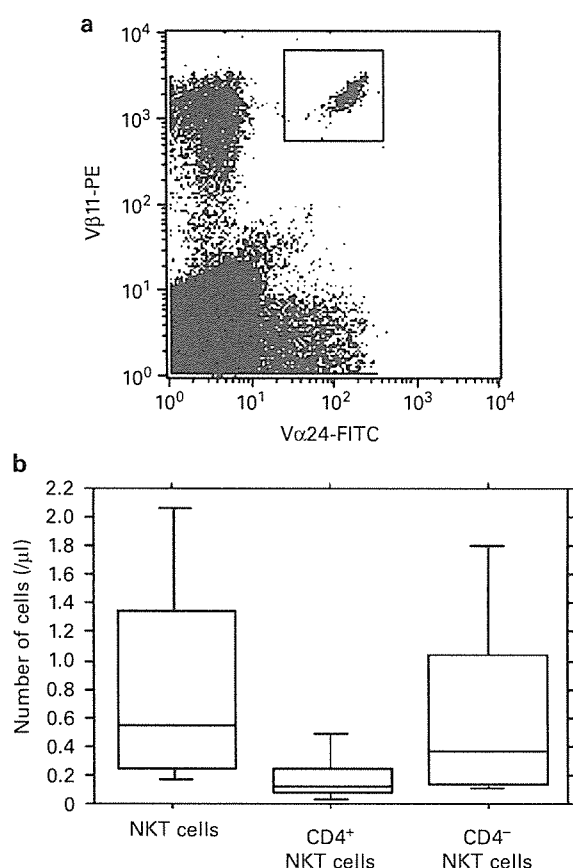 a
10⁴
10³
10²
10¹
10⁰
Vβ11-PE
10⁰ 10¹ 10² 10³ 10⁴
Vα24-FITC
b
2.2
2.0
1.8
1.6
1.4
1.2
1.0
0.8
0.6
0.4
0.2
0
Number of cells (/μl)
NKT cells CD4⁺ CD4⁻
NKT cells NKT cells